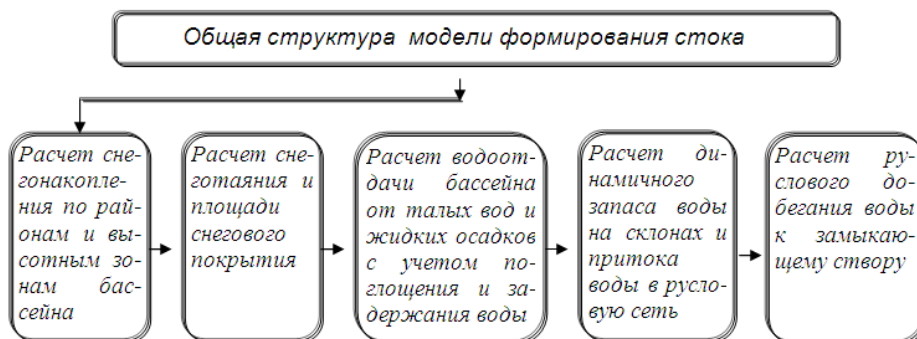 Общая структура модели формирования стока
Расчет сне-
гонакопле-
ния по рай-
онам и вы-
сотным зо-
нам бас-
сейна
Расчет сне-
готаяния и
площади
снегового
покрытия
Расчет водоот-
дачи бассейна
от талых вод и
жидких осадков
с учетом по-
глощения и за-
держания воды
Расчет ди-
намичного
запаса воды
на склонах и
притока
воды в русло-
вую сеть
Расчет ру-
слового до-
бегания воды
к замыкаю-
щему створу